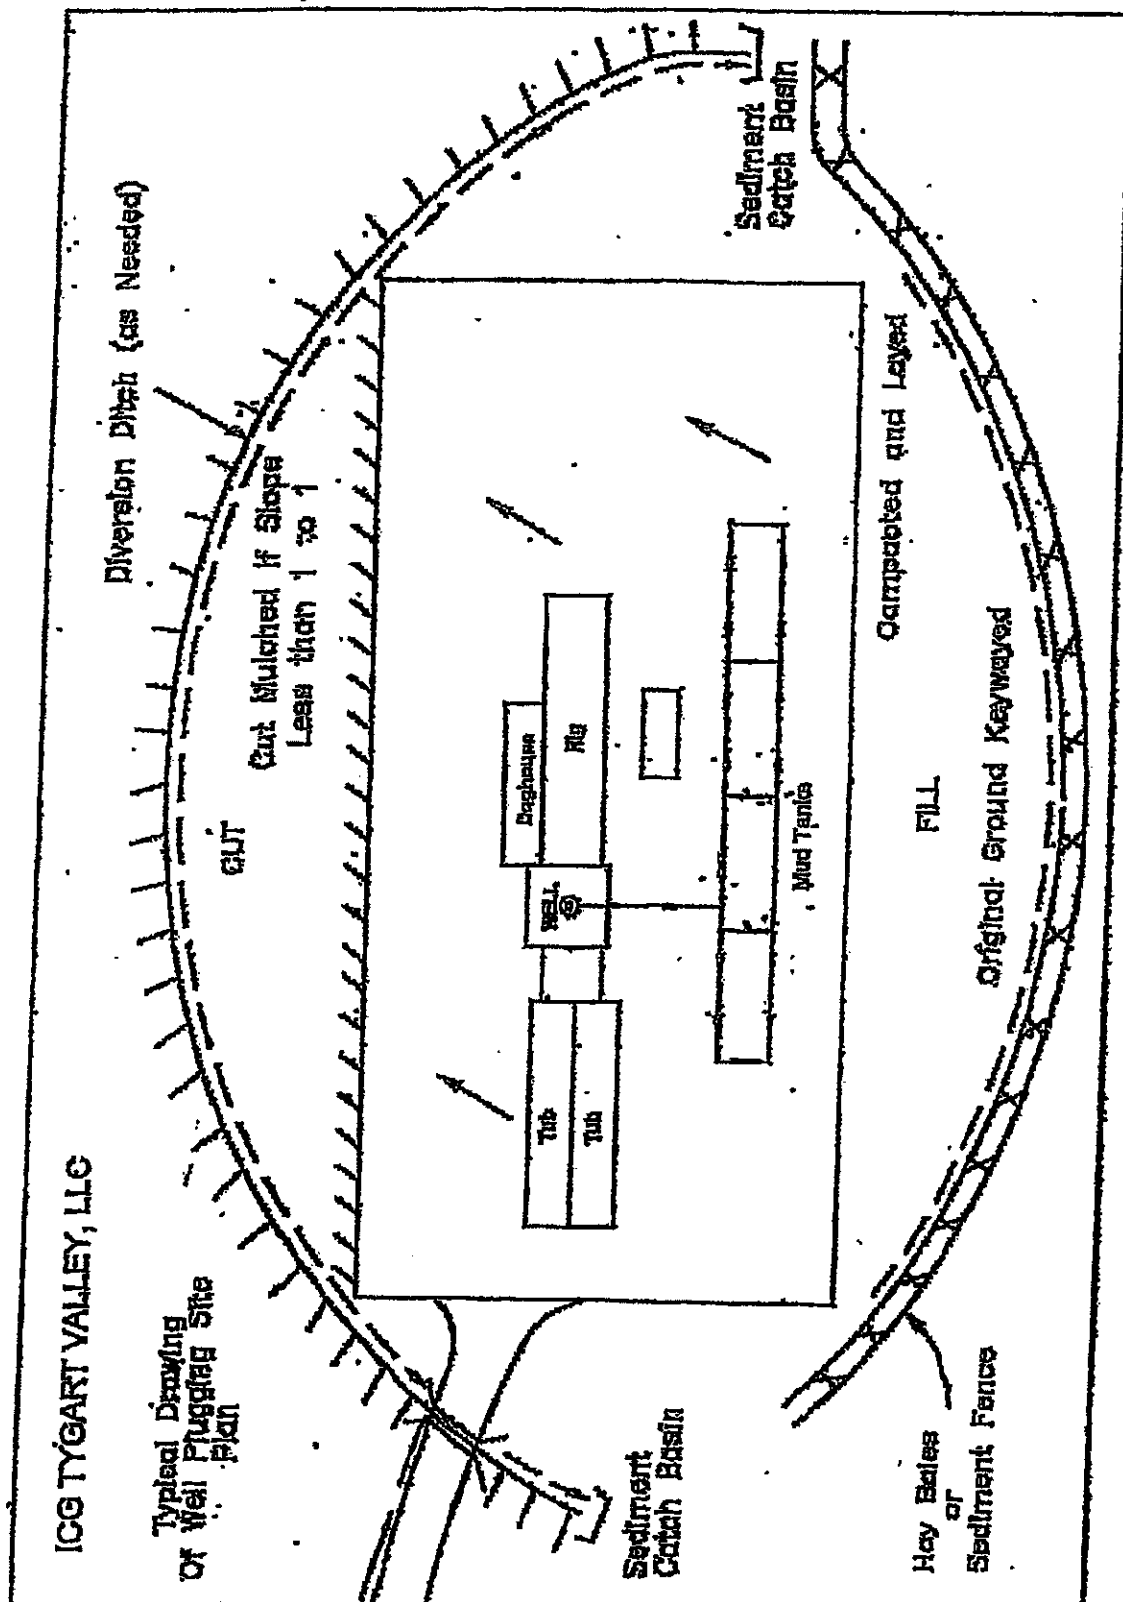 ICG TYGART VALLEY, LLC
Typical Drawing
Of Well Plugging Site
Plan
Diversion Ditch (as Needed)
Cut Mulched if Slope
Less than 1 to 1
CUT
Sediment
Catch Basin
Doghouse
Rig
Tub
Tub
Mud Tanks
Compacted and Layed
FILL
Original Ground Keywayed
Sediment
Catch Basin
Hay Bales
or
Sediment Fence